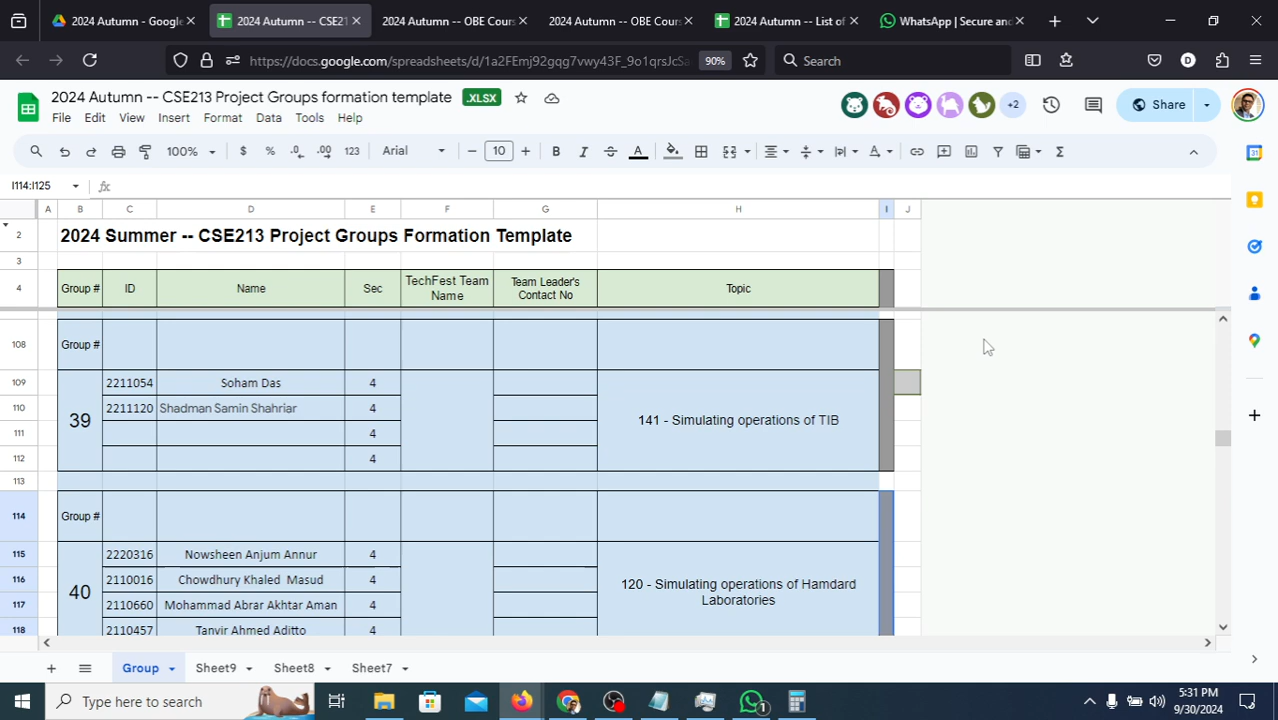 2024 Autumn - Google
2024 Autumn -- CSE21
2024 Autumn -- OBE Cours
2024 Autumn -- OBE Cours
2024 Autumn -- List of
WhatsApp | Secure and
https://docs.google.com/spreadsheets/d/1a2FEmj92gqg7vwy43F_9o1qrsJcSa
90%
Search
2024 Autumn -- CSE213 Project Groups formation template .XLSX
+2
Share
File Edit View Insert Format Data Tools Help
100% $ % .0 .00 123 Arial 10 B I A
I114:I125 fx
A B C D E F G H I J
2 2024 Summer -- CSE213 Project Groups Formation Template
3
4 Group # ID Name Sec TechFest Team Name Team Leader's Contact No Topic
108 Group #
109 2211054 Soham Das 4
110 39 2211120 Shadman Samin Shahriar 4 141 - Simulating operations of TIB
111 4
112 4
113
114 Group #
115 2220316 Nowsheen Anjum Annur 4
116 40 2110016 Chowdhury Khaled Masud 4 120 - Simulating operations of Hamdard
117 2110660 Mohammad Abrar Akhtar Aman 4 Laboratories
118 2110457 Tanvir Ahmed Aditto 4
Group Sheet9 Sheet8 Sheet7
Type here to search
5:31 PM
9/30/2024